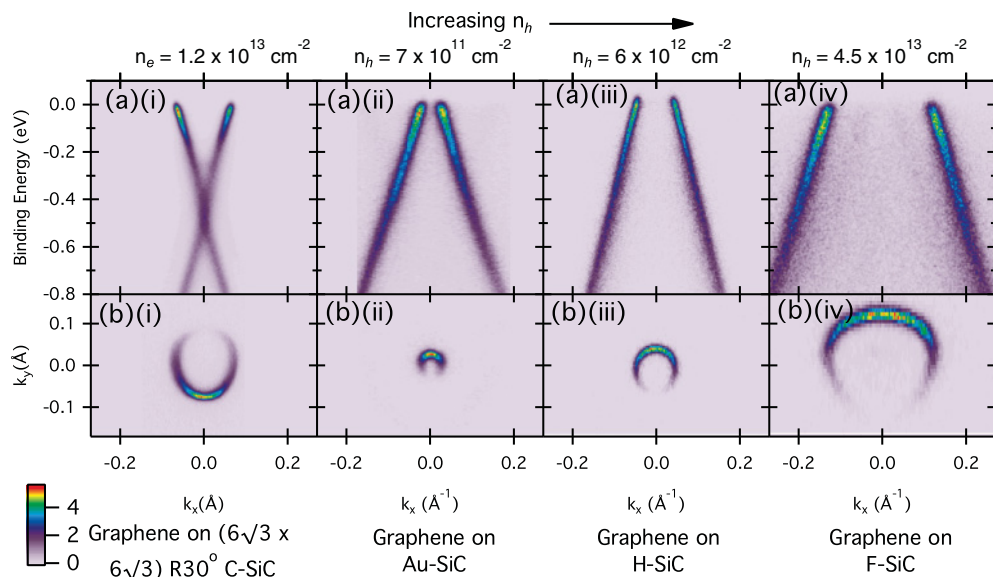 Increasing n_h
n_e = 1.2 x 10^13 cm^-2
n_h = 7 x 10^11 cm^-2
n_h = 6 x 10^12 cm^-2
n_h = 4.5 x 10^13 cm^-2
(a)(i)
(a)(ii)
(a)(iii)
(a)(iv)
Binding Energy (eV)
0.0
-0.2
-0.4
-0.6
-0.8
(b)(i)
(b)(ii)
(b)(iii)
(b)(iv)
k_y(Å)
0.1
0.0
-0.1
-0.2 0.0 0.2
-0.2 0.0 0.2
-0.2 0.0 0.2
-0.2 0.0 0.2
k_x(Å)
k_x (Å^-1)
k_x (Å^-1)
k_x (Å^-1)
4
2
0
Graphene on (6√3 x
6√3) R30° C-SiC
Graphene on
Au-SiC
Graphene on
H-SiC
Graphene on
F-SiC